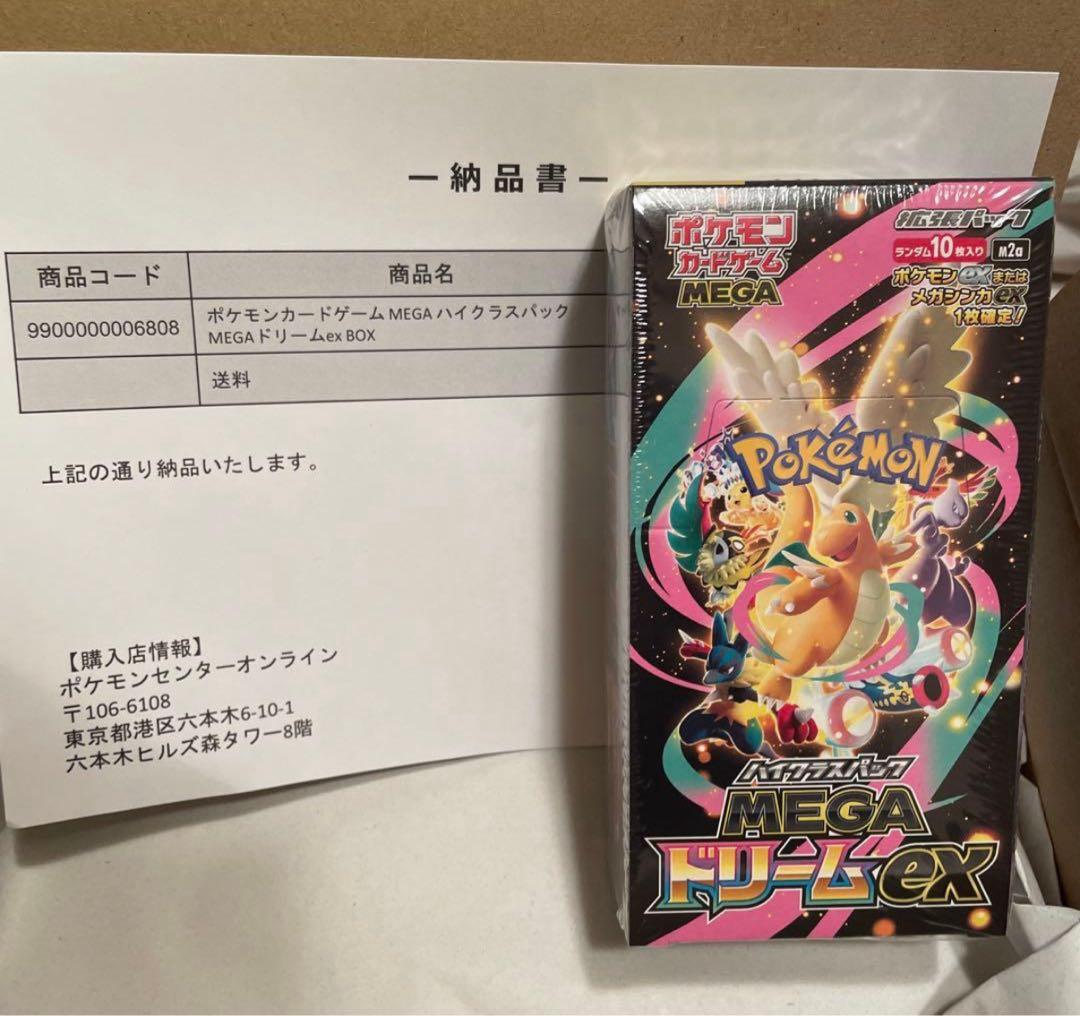 ー納品書ー
商品コード
商品名
9900000006808
ポケモンカードゲーム MEGA ハイクラスパック
MEGAドリームex BOX
送料
上記の通り納品いたします。
【購入店情報】
ポケモンセンターオンライン
〒106-6108
東京都港区六本木6-10-1
六本木ヒルズ森タワー8階
ポケモン
カードゲーム
MEGA
拡張パック
ランダム10枚入り M2a
ポケモンexまたは
メガシンカex
1枚確定!
POKéMON
ハイクラスパック
MEGA
ドリームex